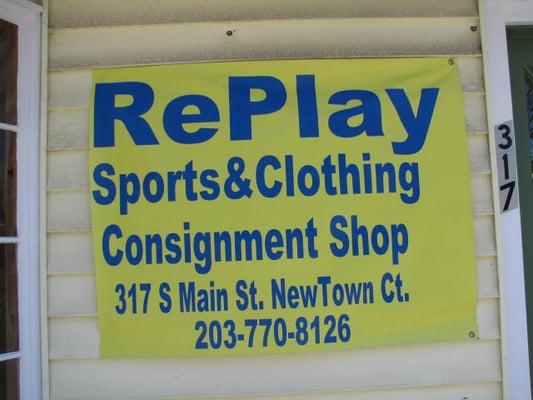 RePlay
Sports&Clothing
Consignment Shop
317 S Main St. NewTown Ct.
203-770-8126
317